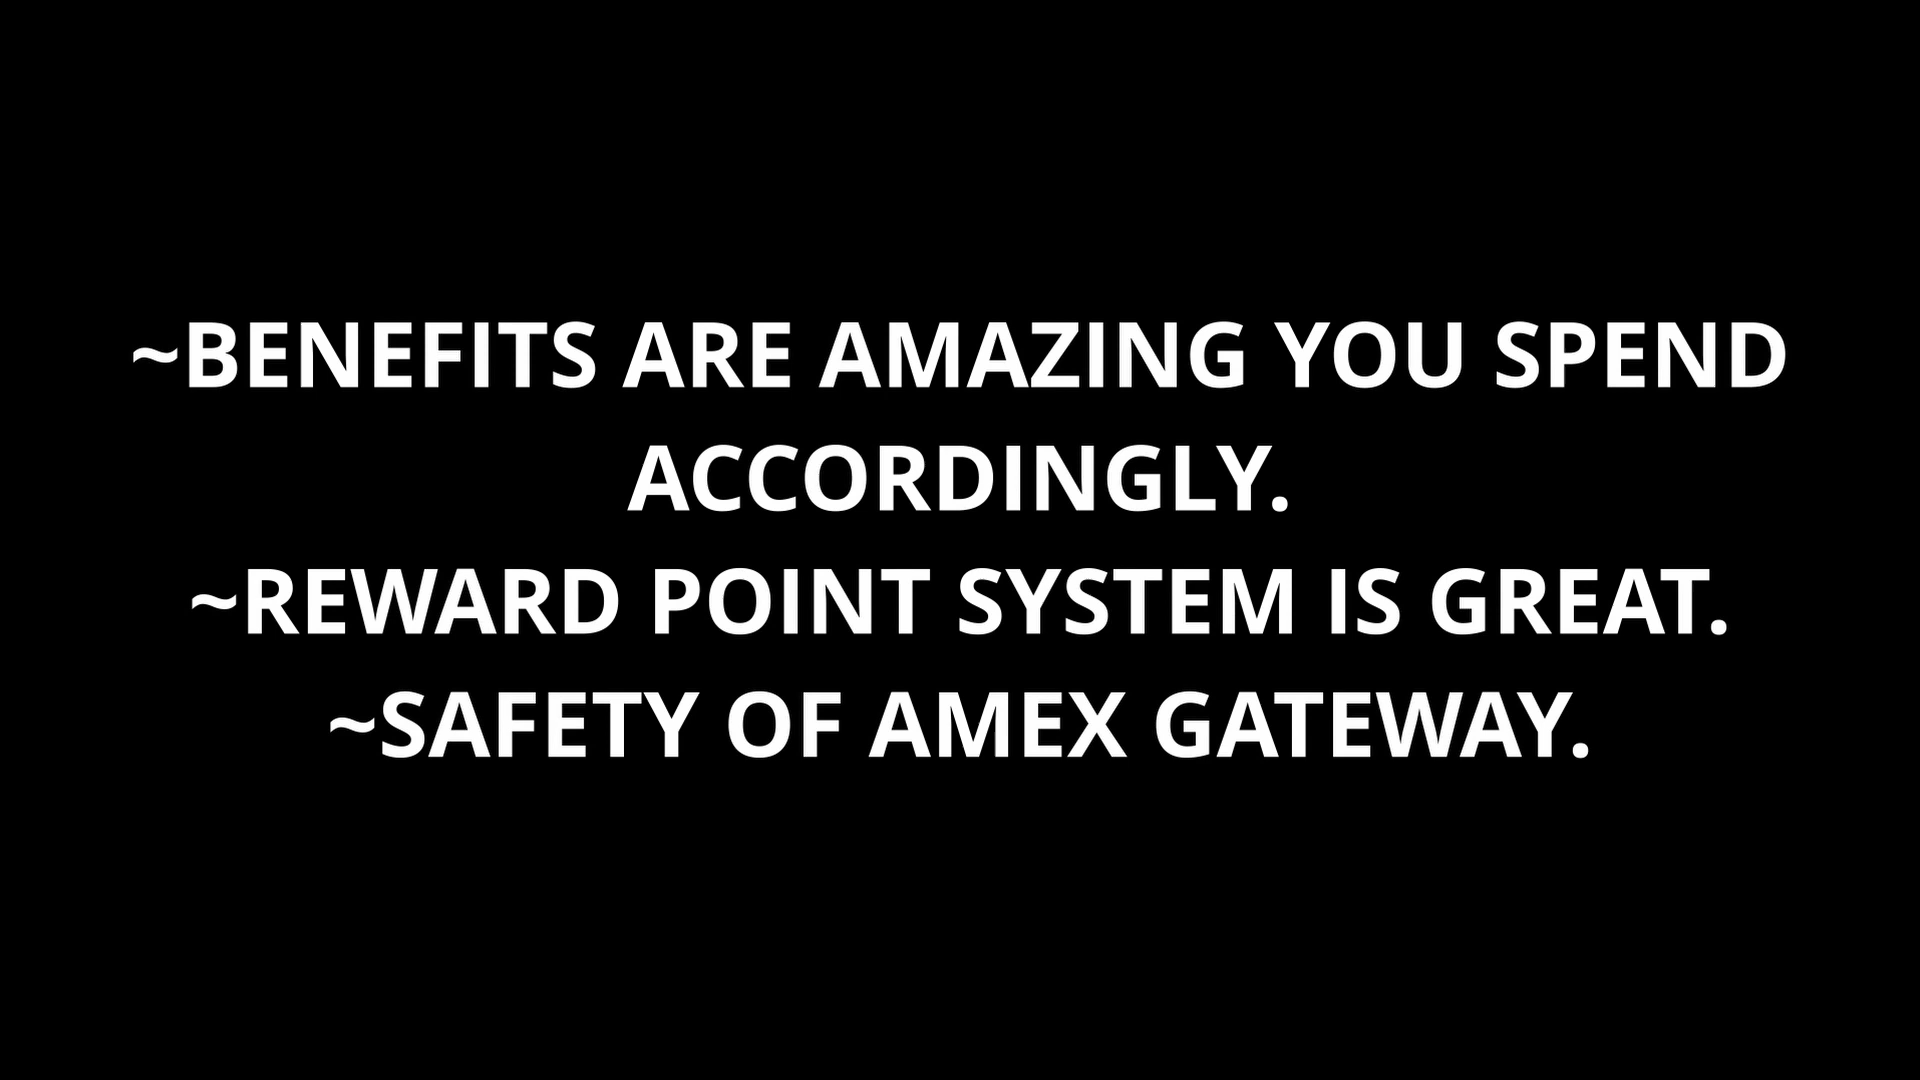 ~BENEFITS ARE AMAZING YOU SPEND
ACCORDINGLY.
~REWARD POINT SYSTEM IS GREAT.
~SAFETY OF AMEX GATEWAY.